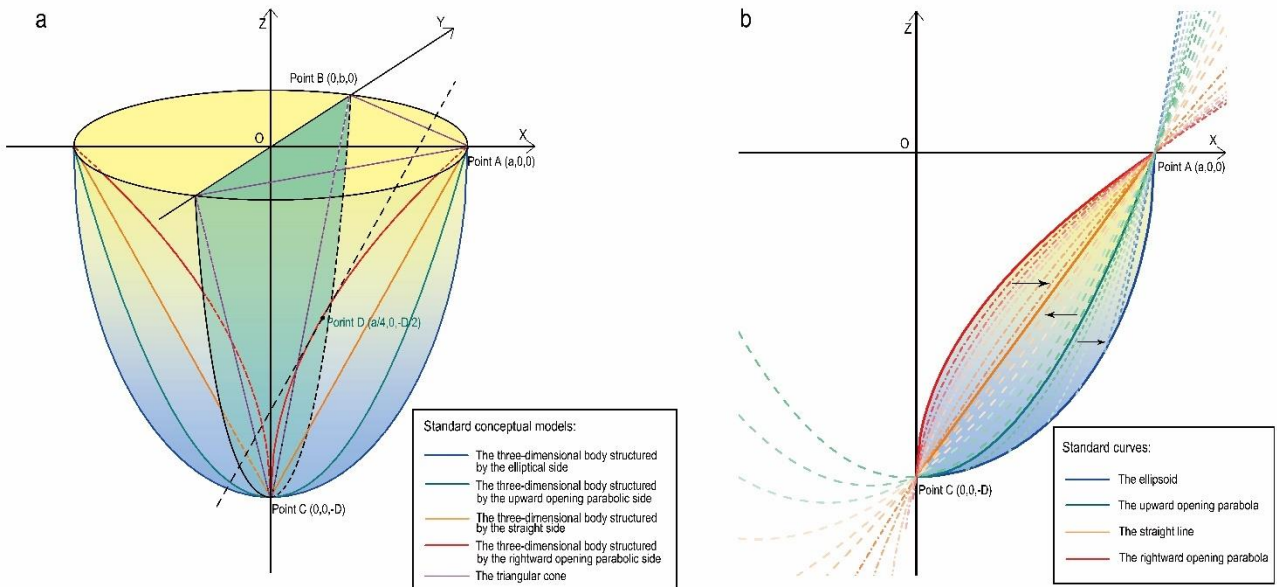 a
Z
Y
Point B (0,b,0)
O
X
Point A (a,0,0)
Porint D (a/4,0,-D/2)
Point C (0,0,-D)
Standard conceptual models:
The three-dimensional body structured
by the elliptical side
The three-dimensional body structured
by the upward opening parabolic side
The three-dimensional body structured
by the straight side
The three-dimensional body structured
by the rightward opening parabolic side
The triangular cone
b
Z
O
X
Point A (a,0,0)
Point C (0,0,-D)
Standard curves:
The ellipsoid
The upward opening parabola
The straight line
The rightward opening parabola